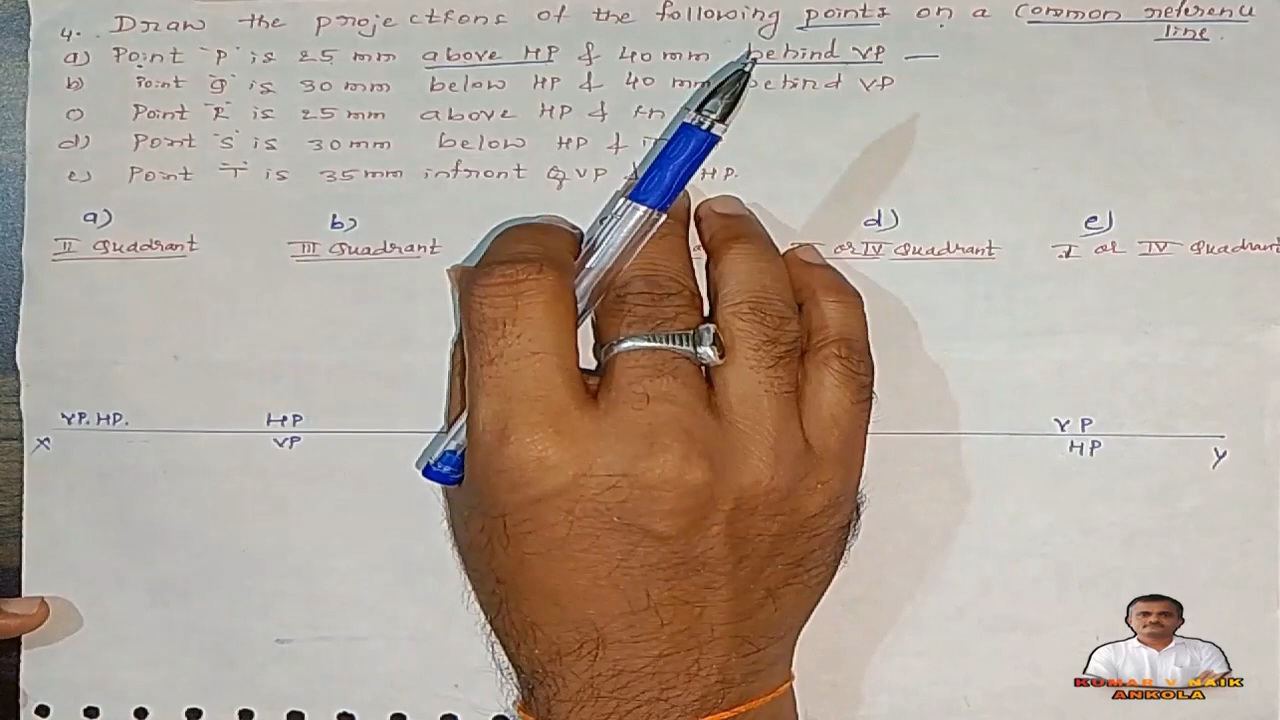 4. Draw the projections of the following points on a common reference line.
a) Point "P" is 25 mm above HP & 40 mm behind VP
b) Point is 30 mm below HP & 40 mm behind VP
c) Point "R" is 25 mm above HP &
d) Point "S" is 30 mm below HP &
e) Point "T" is 35 mm infront VP HP.
a) b) d) e)
II Quadrant III Quadrant or IV Quadrant I or IV Quadrant
VP. HP. HP VP
X VP HP Y
KUMAR V NAIK
ANKOLA